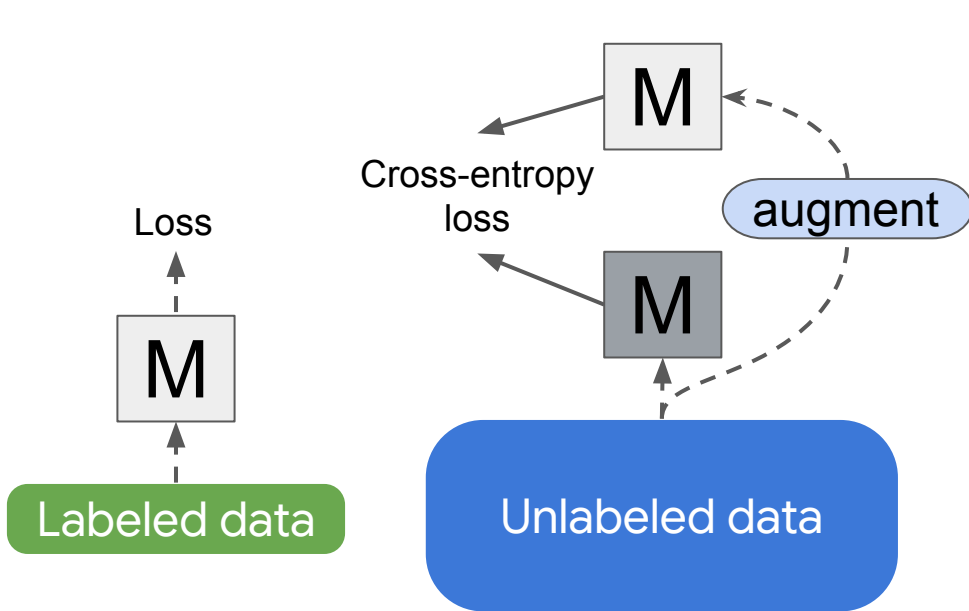 Loss
M
Labeled data
M
Cross-entropy
loss
augment
M
Unlabeled data